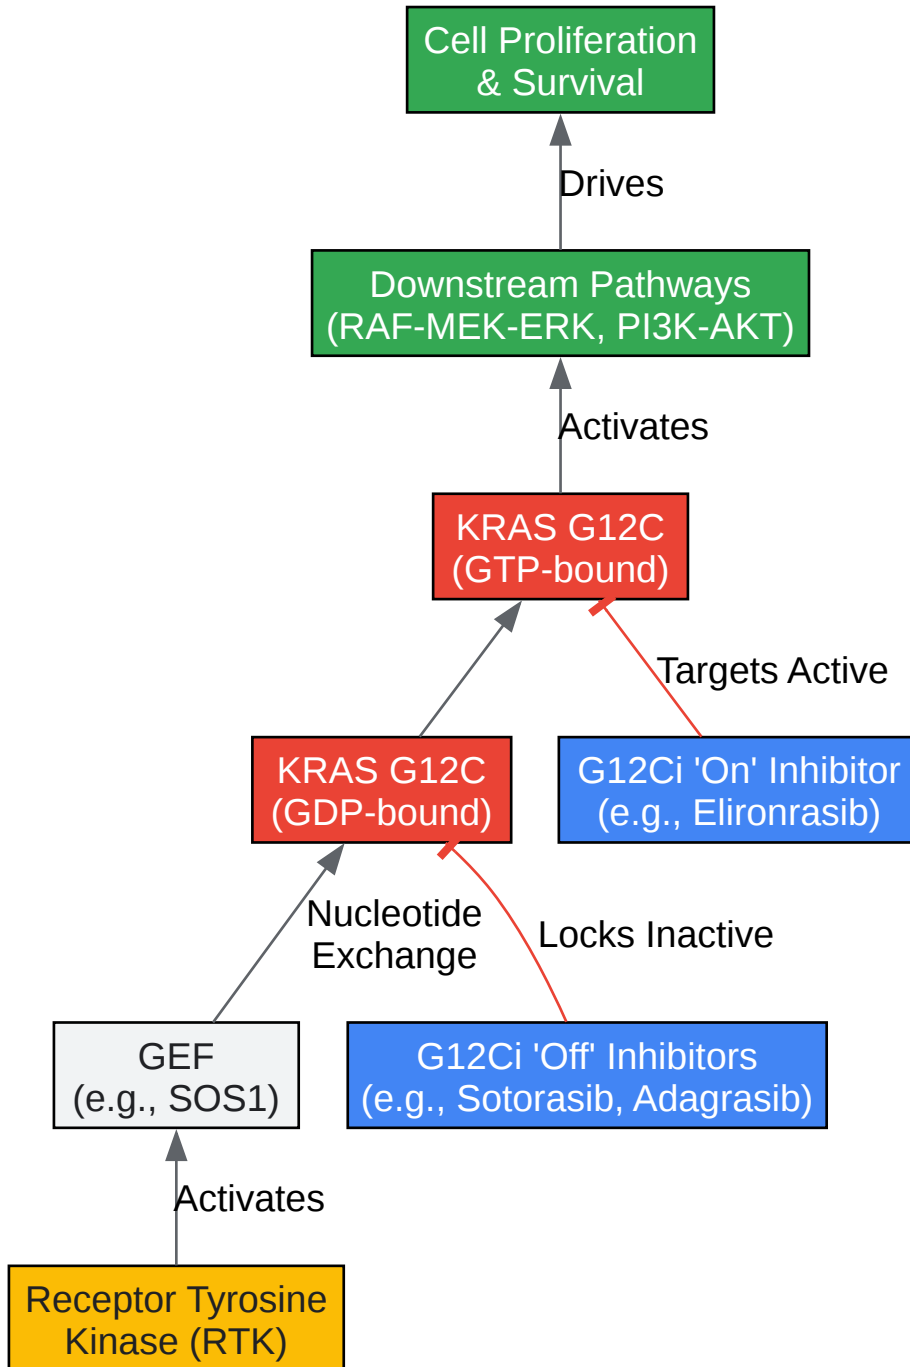 Cell Proliferation
& Survival
Drives
Downstream Pathways
(RAF-MEK-ERK, PI3K-AKT)
Activates
KRAS G12C
(GTP-bound)
Targets Active
KRAS G12C
(GDP-bound)
G12Ci 'On' Inhibitor
(e.g., Elironrasib)
Nucleotide
Exchange
Locks Inactive
GEF
(e.g., SOS1)
G12Ci 'Off' Inhibitors
(e.g., Sotorasib, Adagrasib)
Activates
Receptor Tyrosine
Kinase (RTK)